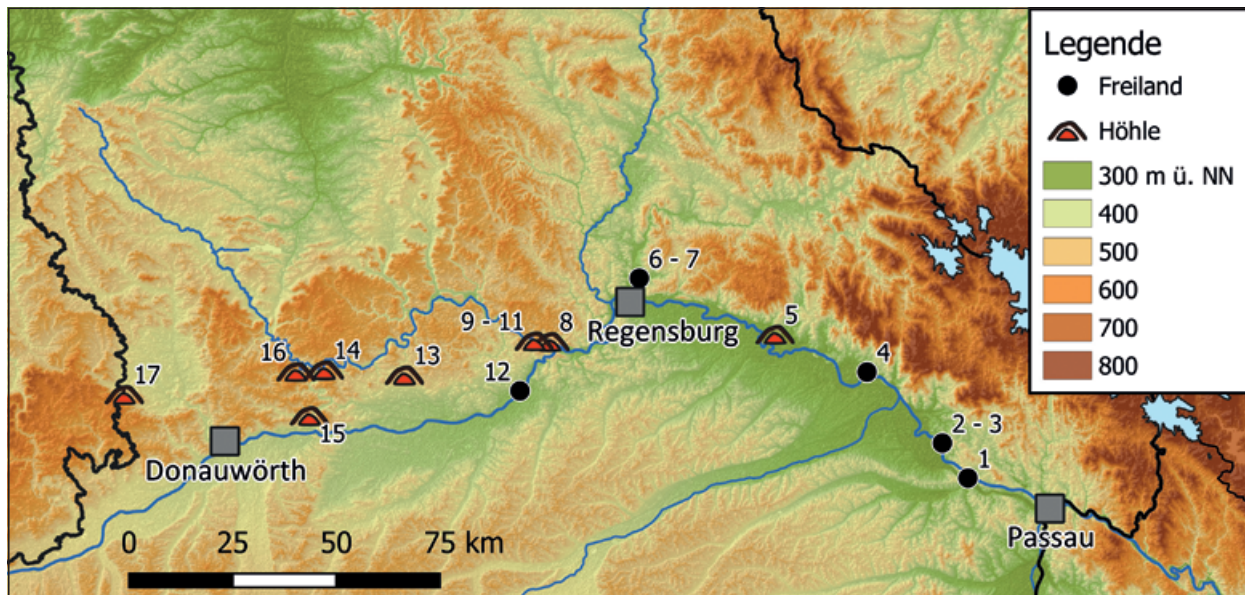 Legende
Freiland
Höhle
300 m ü. NN
400
500
600
700
800
6 - 7
Regensburg
9 - 11
8
5
16
14
13
12
4
17
15
2 - 3
1
Donauwörth
Passau
0 25 50 75 km